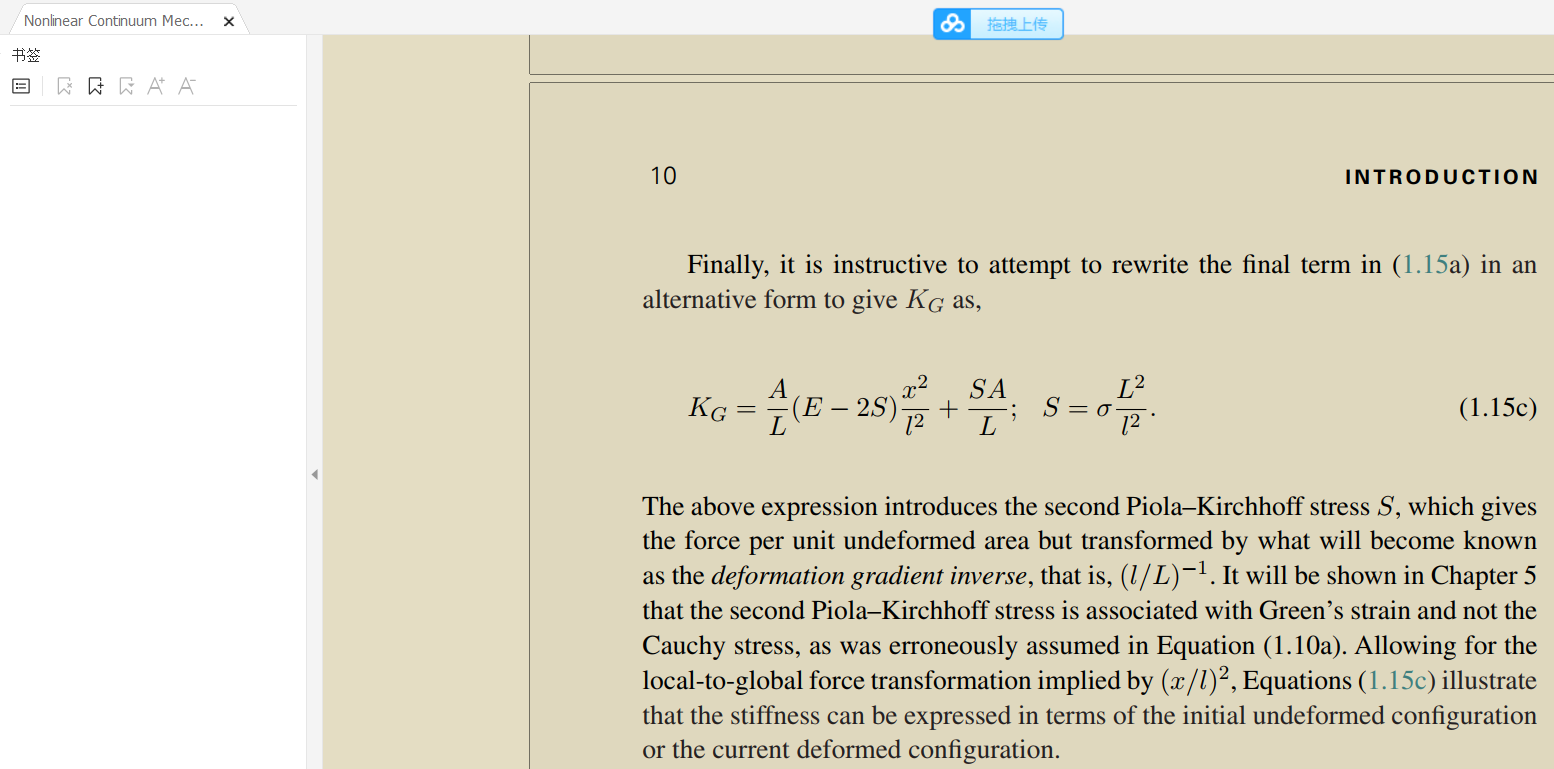 Nonlinear Continuum Mec...
拖拽上传
书签
10
INTRODUCTION
Finally, it is instructive to attempt to rewrite the final term in (1.15a) in an
alternative form to give K_G as,
K_G = \frac{A}{L}(E − 2S)\frac{x^2}{l^2} + \frac{SA}{L}; S = σ\frac{L^2}{l^2}. (1.15c)
The above expression introduces the second Piola–Kirchhoff stress S, which gives
the force per unit undeformed area but transformed by what will become known
as the deformation gradient inverse, that is, (l/L)^{−1}. It will be shown in Chapter 5
that the second Piola–Kirchhoff stress is associated with Green's strain and not the
Cauchy stress, as was erroneously assumed in Equation (1.10a). Allowing for the
local-to-global force transformation implied by (x/l)^2, Equations (1.15c) illustrate
that the stiffness can be expressed in terms of the initial undeformed configuration
or the current deformed configuration.